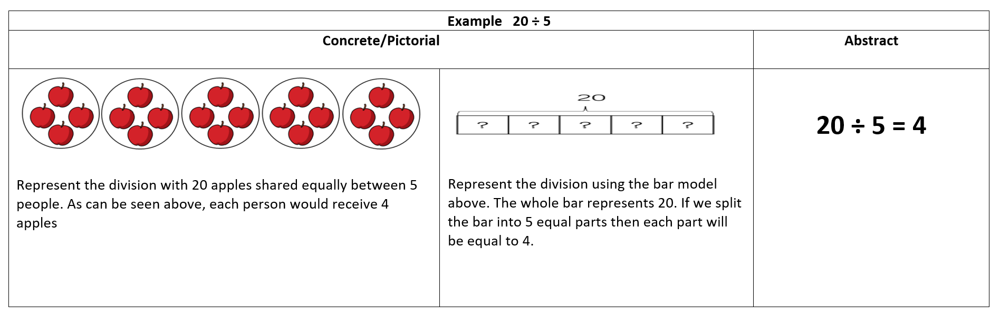 Example 20 ÷ 5
Concrete/Pictorial
Abstract
20
? ? ? ? ?
20 ÷ 5 = 4
Represent the division with 20 apples shared equally between 5
people. As can be seen above, each person would receive 4
apples
Represent the division using the bar model
above. The whole bar represents 20. If we split
the bar into 5 equal parts then each part will
be equal to 4.